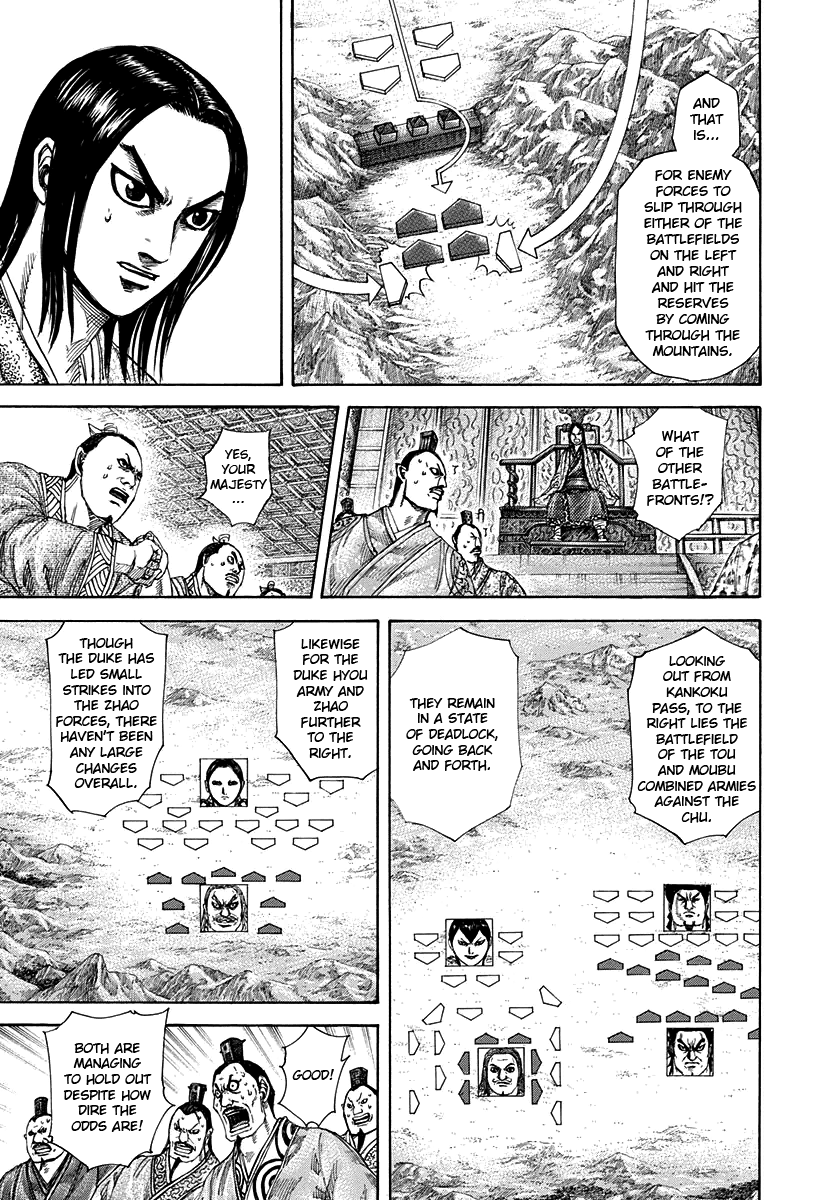 AND
THAT
IS...
FOR ENEMY
FORCES TO
SLIP THROUGH
EITHER OF THE
BATTLEFIELDS
ON THE LEFT
AND RIGHT
AND HIT THE
RESERVES
BY COMING
THROUGH THE
MOUNTAINS.
WHAT
OF THE
OTHER
BATTLE-
FRONTS!?
YES,
YOUR
MAJESTY
...
LOOKING
OUT FROM
KANKOKU
PASS, TO THE
RIGHT LIES THE
BATTLEFIELD
OF THE TOU
AND MOUBU
COMBINED ARMIES
AGAINST THE
CHU.
THEY REMAIN
IN A STATE
OF DEADLOCK,
GOING BACK
AND FORTH.
LIKEWISE
FOR THE
DUKE HYOU
ARMY AND
ZHAO
FURTHER
TO THE
RIGHT.
THOUGH
THE DUKE HAS
LED SMALL
STRIKES INTO
THE ZHAO
FORCES, THERE
HAVEN'T BEEN
ANY LARGE
CHANGES
OVERALL.
GOOD!
BOTH ARE
MANAGING
TO HOLD OUT
DESPITE HOW
DIRE THE
ODDS ARE!